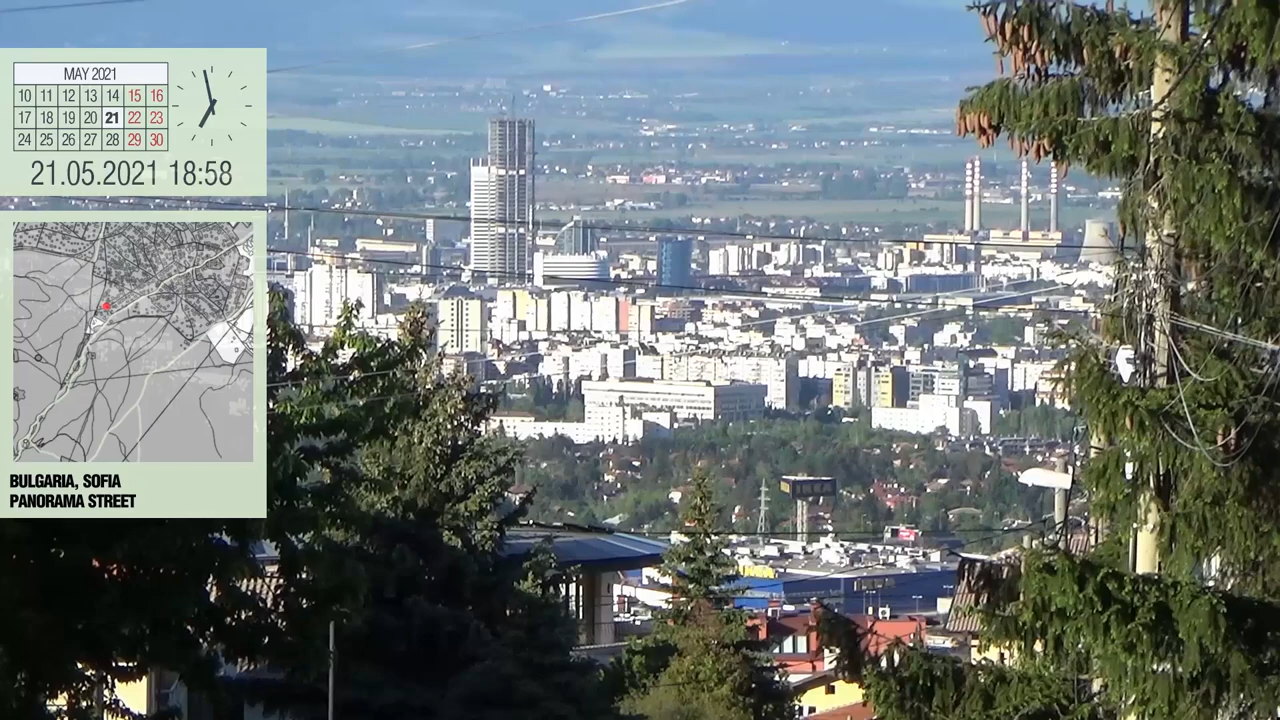 MAY 2021
10 11 12 13 14 15 16
17 18 19 20 21 22 23
24 25 26 27 28 29 30
21.05.2021 18:58
BULGARIA, SOFIA
PANORAMA STREET